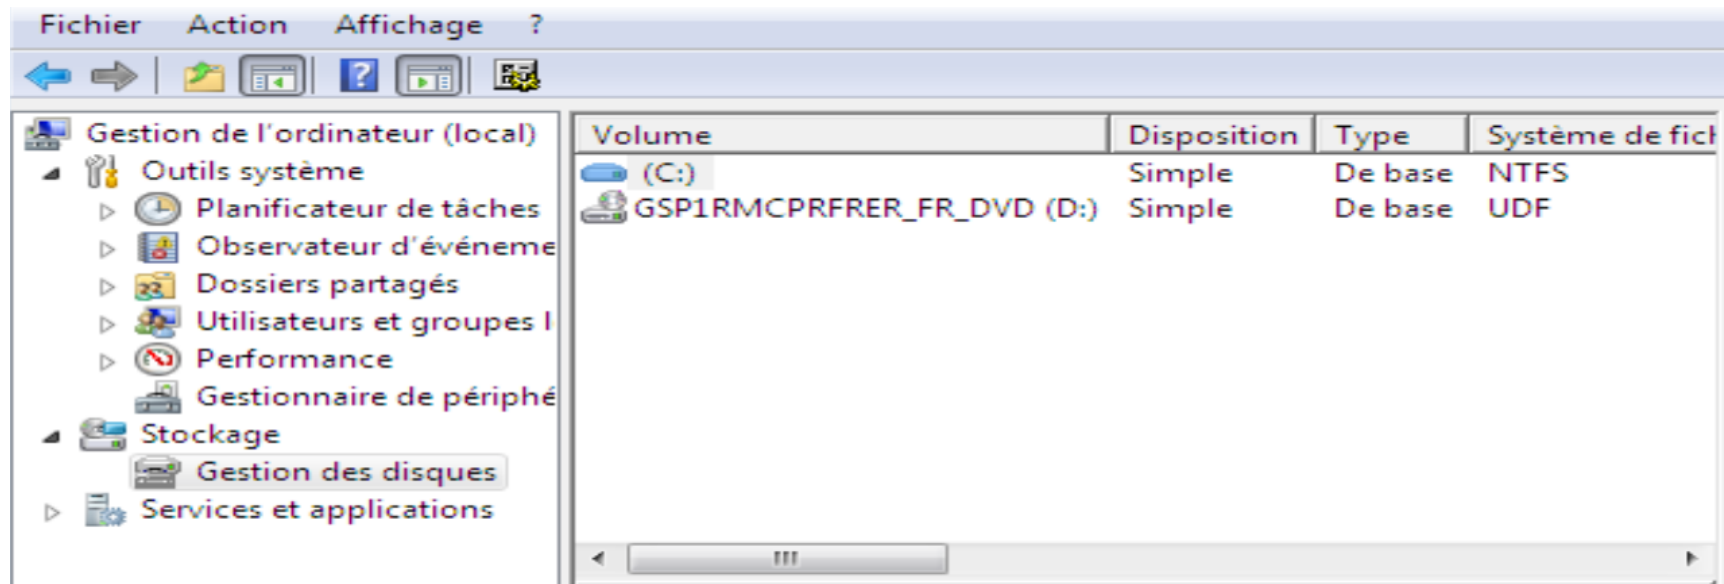 Fichier Action Affichage ?
Gestion de l'ordinateur (local)
Outils système
Planificateur de tâches
Observateur d'événeme
Dossiers partagés
Utilisateurs et groupes l
Performance
Gestionnaire de périphé
Stockage
Gestion des disques
Services et applications
Volume Disposition Type Système de fich
(C:) Simple De base NTFS
GSP1RMCPRFRER_FR_DVD (D:) Simple De base UDF